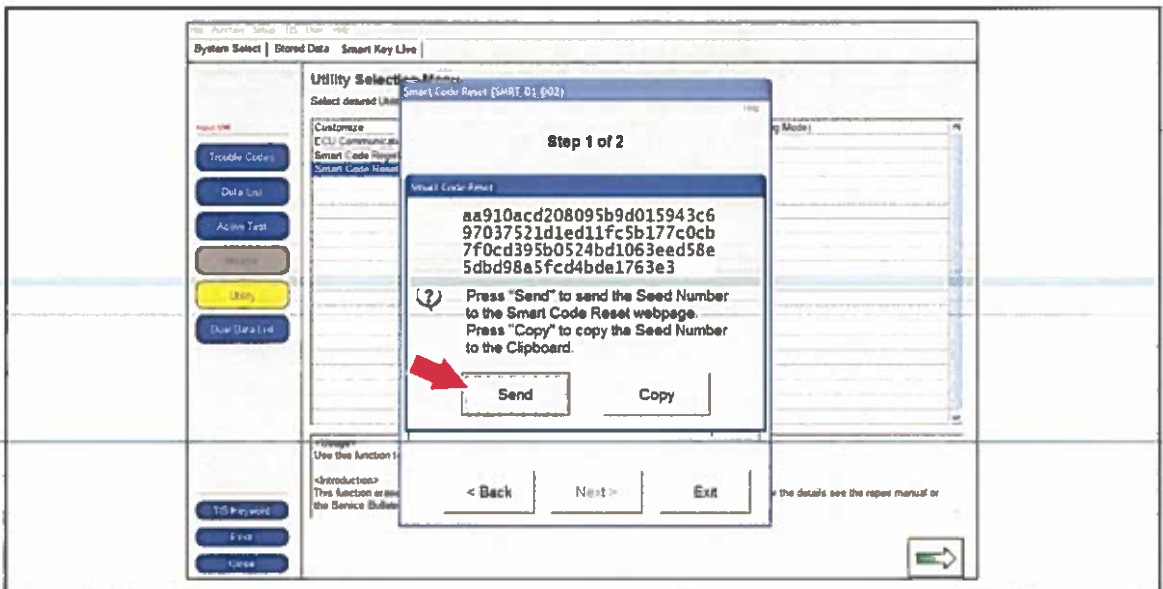 System Select | Stored Data Smart Key Live
Utility Selection Menu
Select desired
Smart Code Reset (SMRT_01_002)
Help
Step 1 of 2
Customize
ECU Communication
Smart Code
Smart Code Reset
Trouble Codes
Data List
Active Test
Monitor
Utility
Dual Data List
Smart Code Reset
aa910acd208095b9d015943c6
97037521d1ed11fc5b177c0cb
7f0cd395b0524bd1063eed58e
5dbd98a5fcd4bde1763e3
Press "Send" to send the Seed Number
to the Smart Code Reset webpage.
Press "Copy" to copy the Seed Number
to the Clipboard.
Send
Copy
<Usage>
Use this function
<Introduction>
This function
the details see the repair manual or
the Service
< Back
Next >
Exit
TIS Keyword
Print
Close